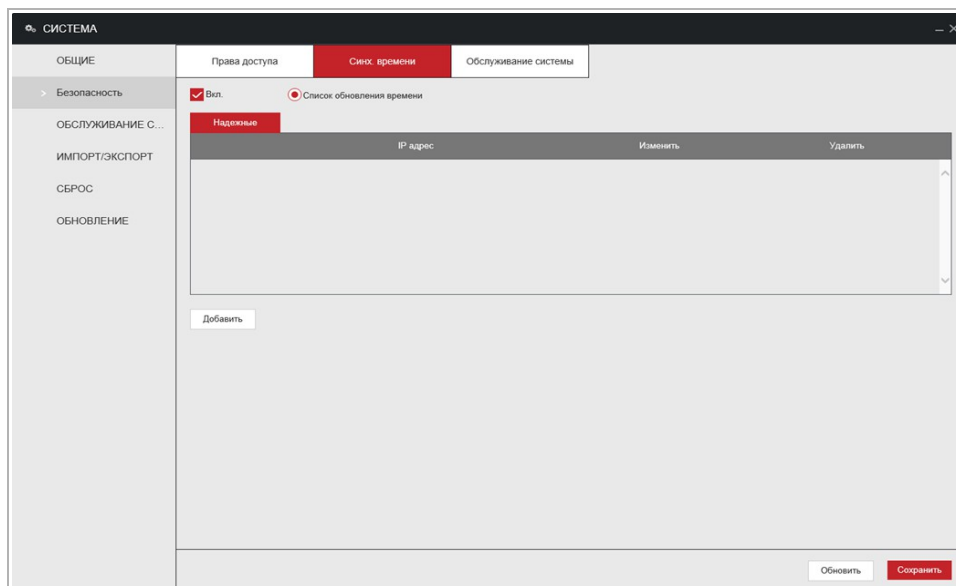 СИСТЕМА
ОБЩИЕ
Безопасность
ОБСЛУЖИВАНИЕ С...
ИМПОРТ/ЭКСПОРТ
СБРОС
ОБНОВЛЕНИЕ
Права доступа Синх. времени Обслуживание системы
Вкл. Список обновления времени
Надежные
IP адрес Изменить Удалить
Добавить
Обновить Сохранить